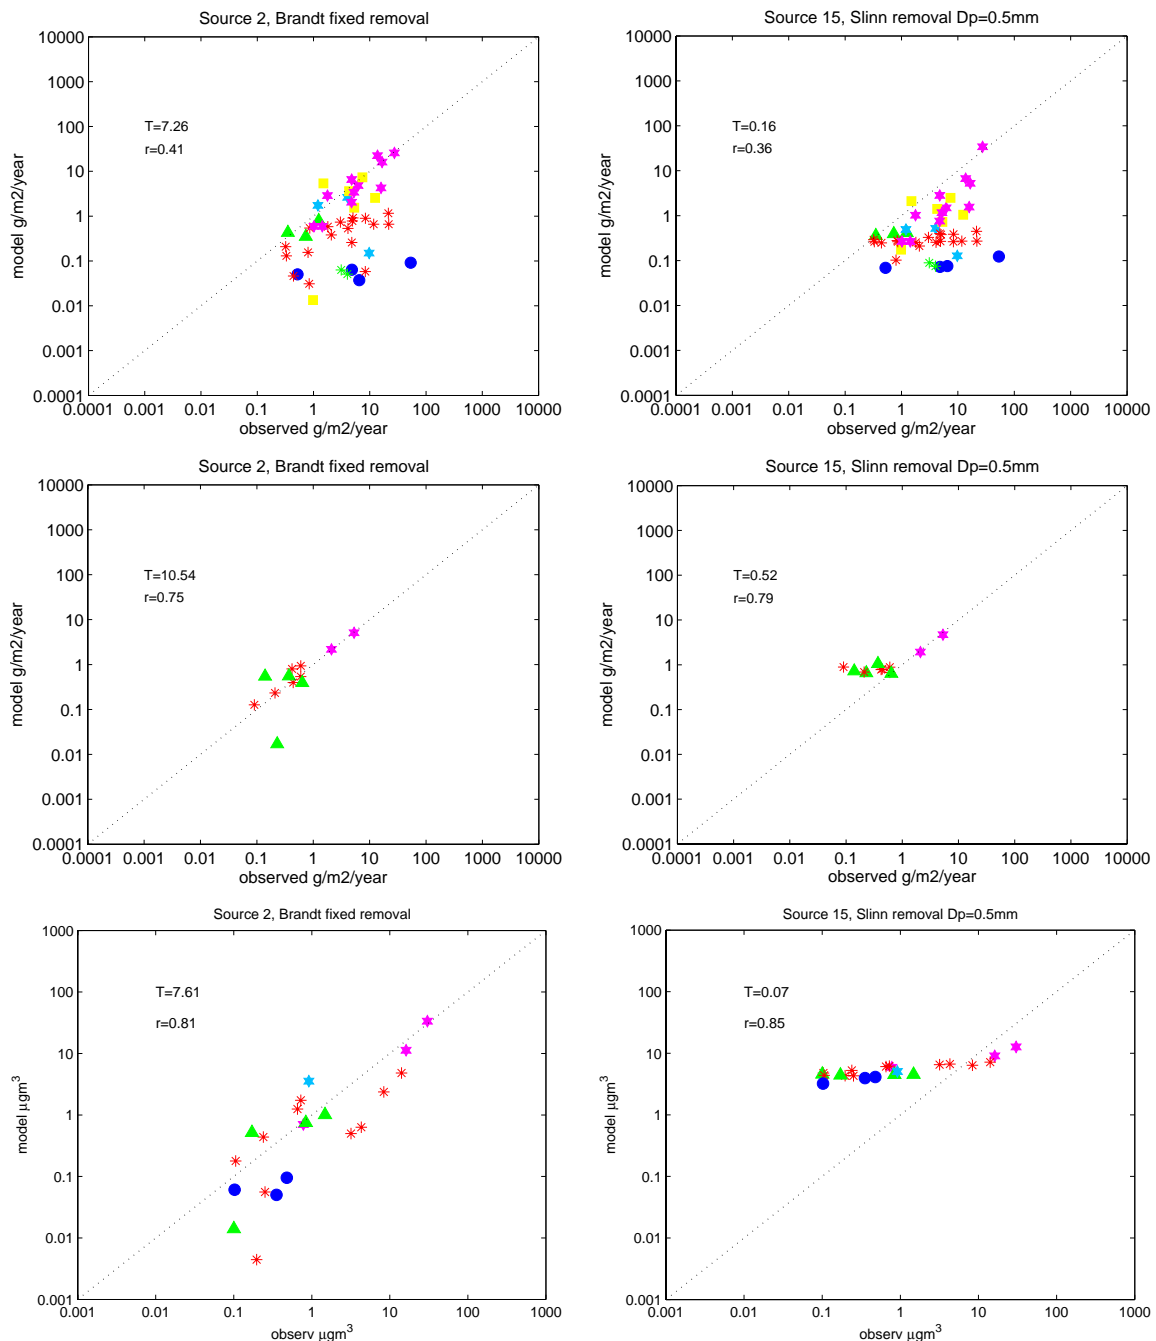 Source 2, Brandt fixed removal
10000
1000
100
10
1
0.1
0.01
0.001
0.0001
model g/m2/year
T=7.26
r=0.41
0.0001 0.001 0.01 0.1 1 10 100 1000 10000
observed g/m2/year
Source 15, Slinn removal Dp=0.5mm
10000
1000
100
10
1
0.1
0.01
0.001
0.0001
model g/m2/year
T=0.16
r=0.36
0.0001 0.001 0.01 0.1 1 10 100 1000 10000
observed g/m2/year
Source 2, Brandt fixed removal
10000
1000
100
10
1
0.1
0.01
0.001
0.0001
model g/m2/year
T=10.54
r=0.75
0.0001 0.001 0.01 0.1 1 10 100 1000 10000
observed g/m2/year
Source 15, Slinn removal Dp=0.5mm
10000
1000
100
10
1
0.1
0.01
0.001
0.0001
model g/m2/year
T=0.52
r=0.79
0.0001 0.001 0.01 0.1 1 10 100 1000 10000
observed g/m2/year
Source 2, Brandt fixed removal
1000
100
10
1
0.1
0.01
0.001
model µgm³
T=7.61
r=0.81
0.001 0.01 0.1 1 10 100 1000
observ µgm³
Source 15, Slinn removal Dp=0.5mm
1000
100
10
1
0.1
0.01
0.001
model µgm³
T=0.07
r=0.85
0.001 0.01 0.1 1 10 100 1000
observ µgm³